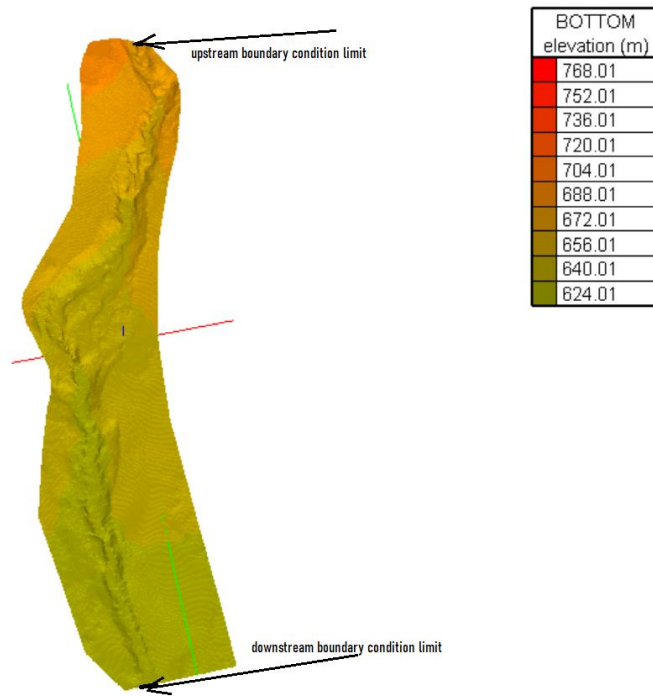 upstream boundary condition limit
BOTTOM
elevation (m)
768.01
752.01
736.01
720.01
704.01
688.01
672.01
656.01
640.01
624.01
downstream boundary condition limit